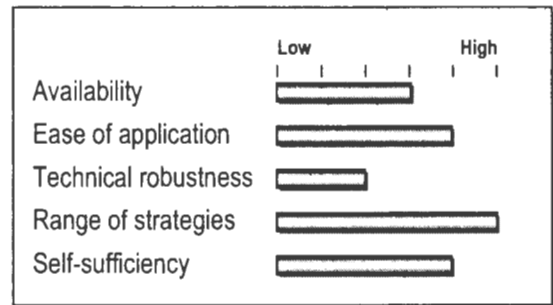 Low High
Availability
Ease of application
Technical robustness
Range of strategies
Self-sufficiency